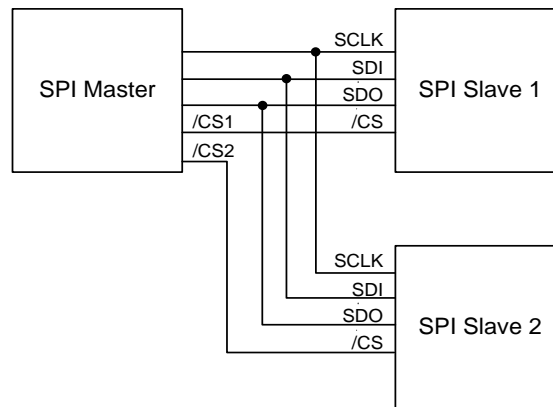 SPI Master
/CS1
/CS2
SCLK
SDI
SDO
/CS
SPI Slave 1
SCLK
SDI
SDO
/CS
SPI Slave 2